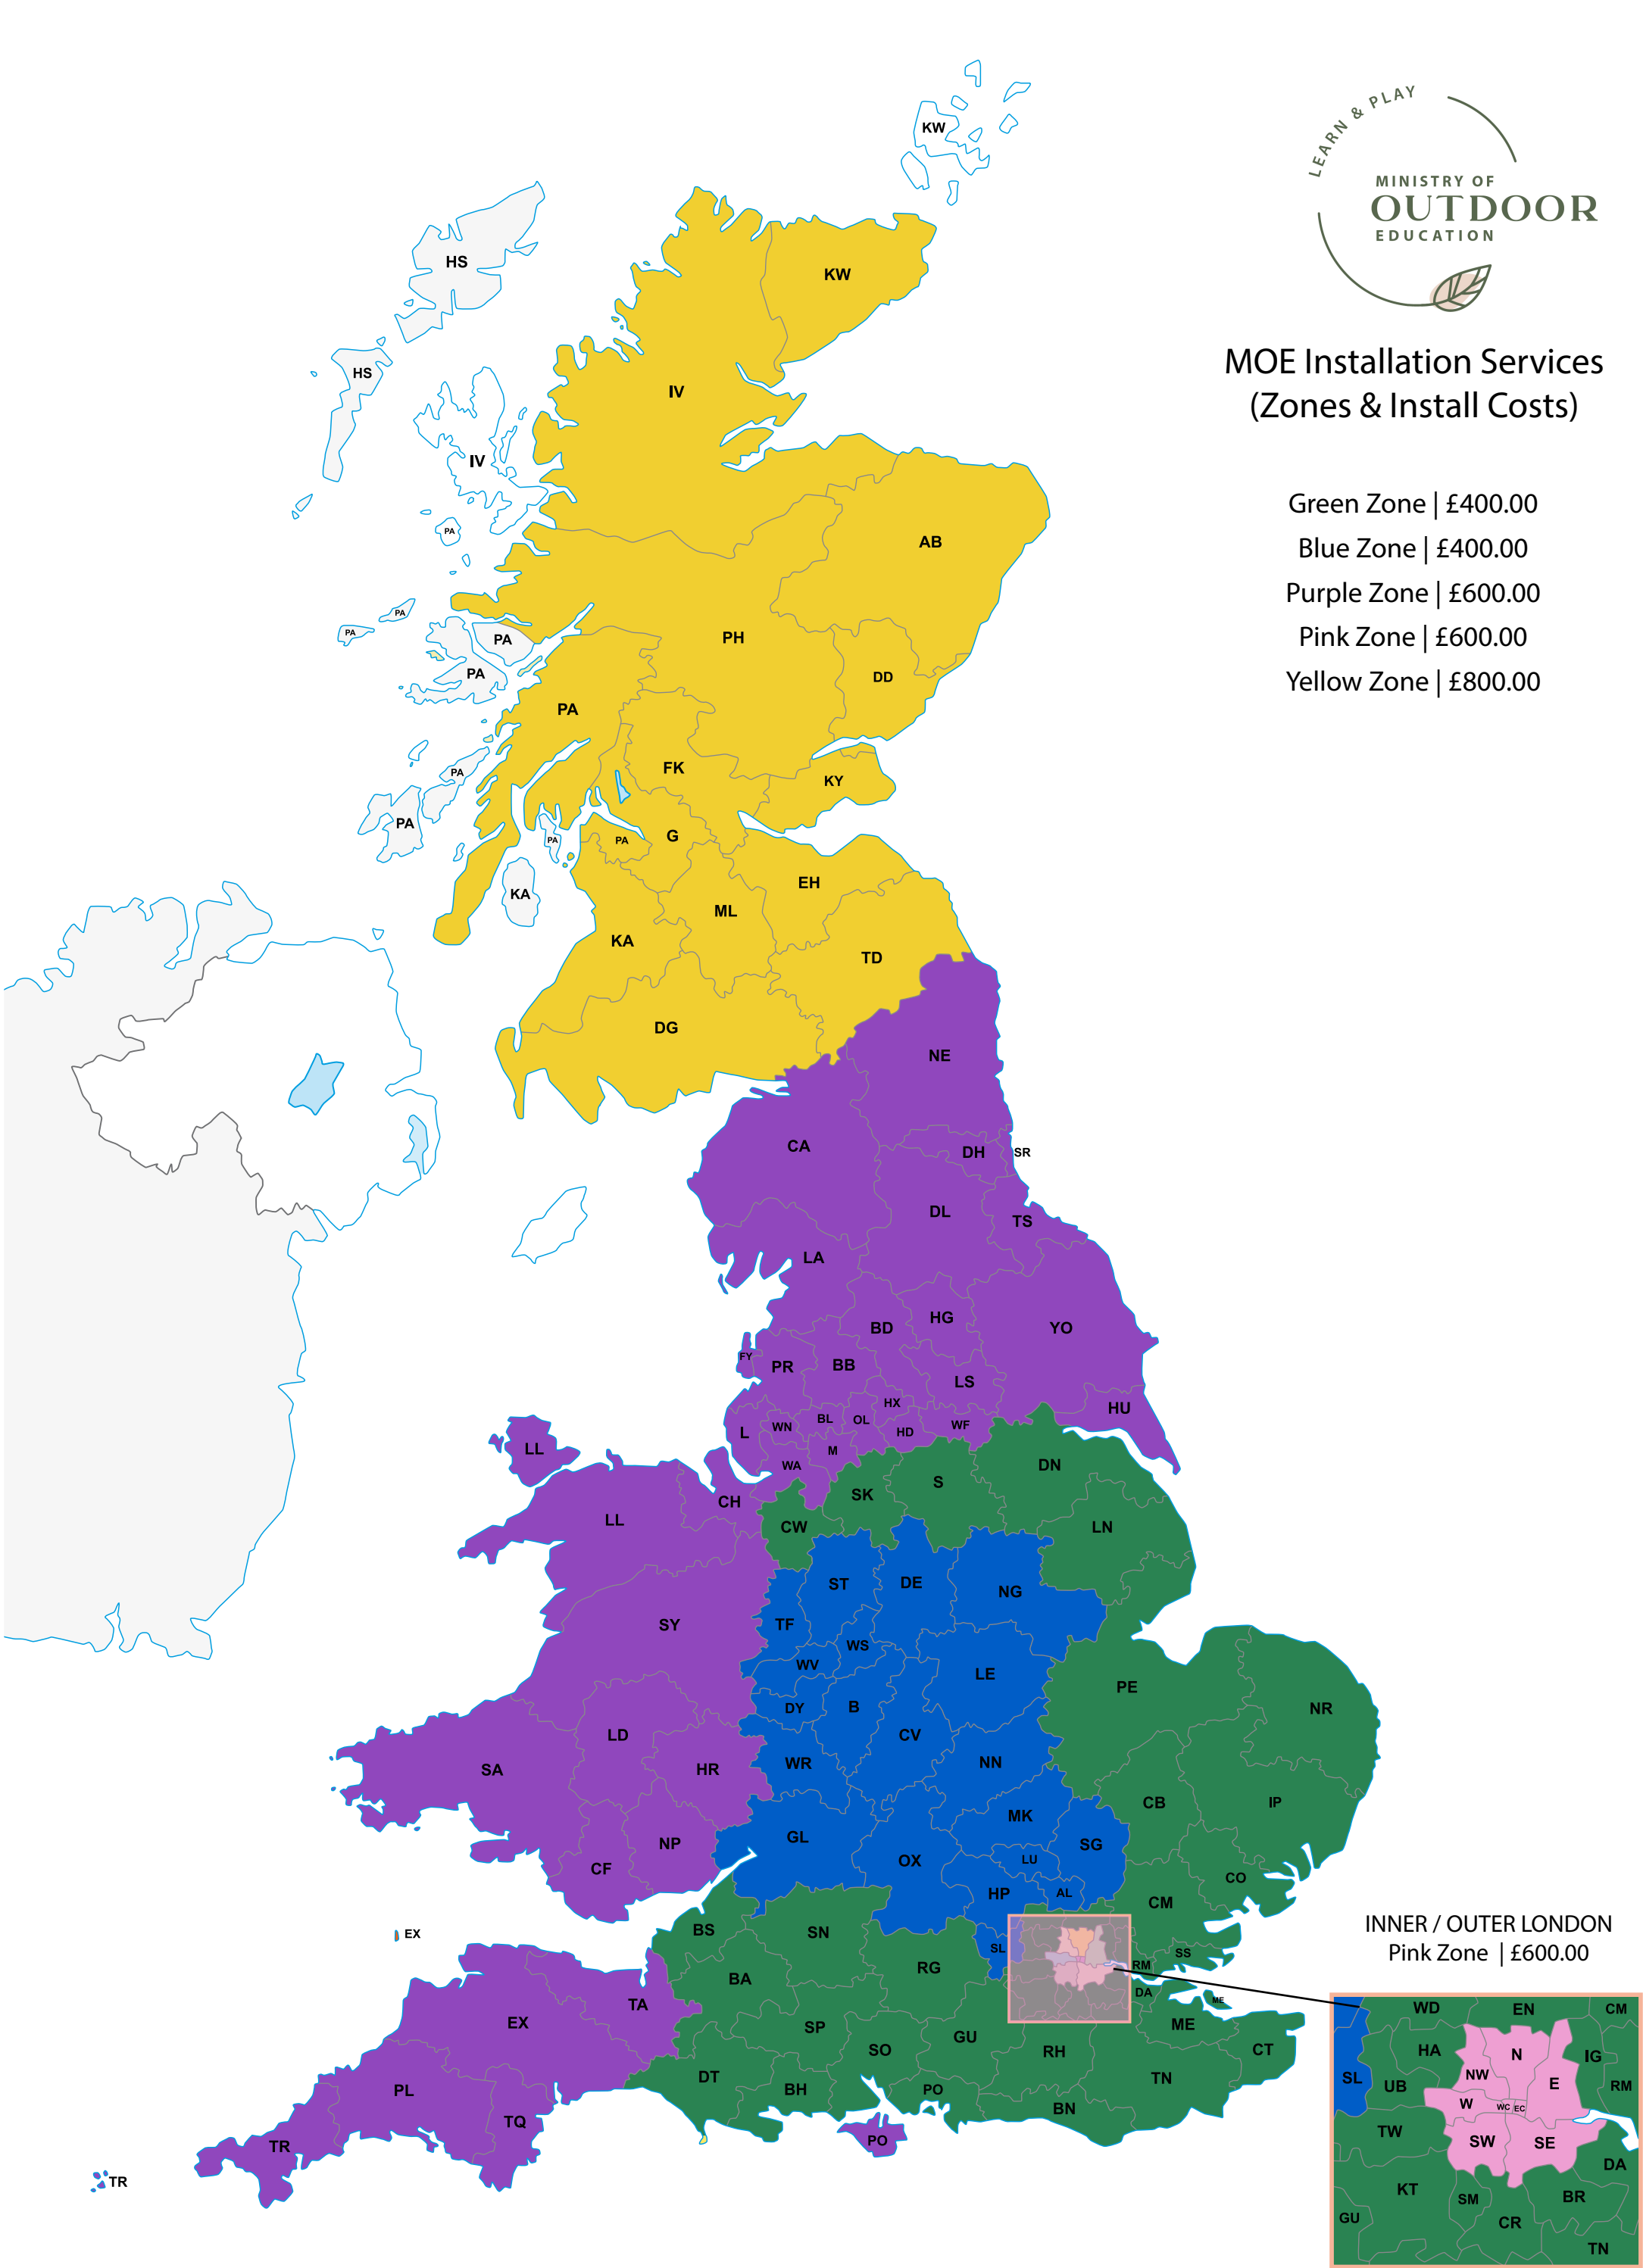 LEARN & PLAY
MINISTRY OF
OUTDOOR
EDUCATION
MOE Installation Services
(Zones & Install Costs)
Green Zone | £400.00
Blue Zone | £400.00
Purple Zone | £600.00
Pink Zone | £600.00
Yellow Zone | £800.00
KW
KW
HS
HS
IV
IV
PA
AB
PA
PA
PA
PA
PH
DD
PA
FK
KY
PA
PA
G
PA
PA
KA
EH
ML
KA
TD
DG
NE
CA
DH
SR
DL
TS
LA
HG
BD
YO
FY
PR
BB
LS
HX
HU
L
WN
BL
OL
HD
WF
M
WA
LL
DN
S
SK
CH
LL
CW
LN
ST
DE
NG
TF
SY
WS
WV
LE
PE
DY
B
NR
LD
CV
SA
HR
WR
NN
CB
IP
MK
GL
NP
SG
CF
OX
LU
CO
HP
AL
CM
EX
BS
SN
SL
SS
RM
RG
BA
DA
ME
TA
EX
SP
ME
GU
RH
SO
CT
DT
TN
PL
BH
PO
BN
TQ
PO
TR
TR
INNER / OUTER LONDON
Pink Zone | £600.00
WD
EN
CM
HA
N
IG
NW
SL
UB
E
RM
W
WC
EC
TW
SW
SE
DA
KT
SM
BR
GU
CR
TN